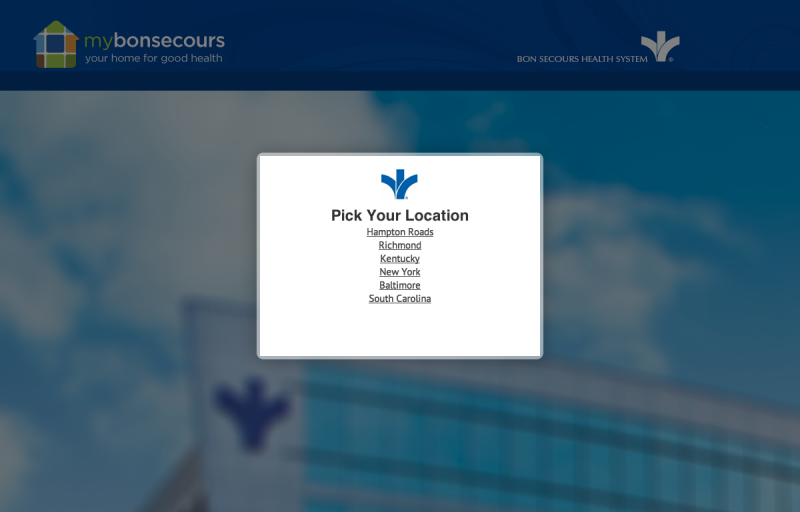 mybonsecours
your home for good health
BON SECOURS HEALTH SYSTEM
®
Pick Your Location
Hampton Roads
Richmond
Kentucky
New York
Baltimore
South Carolina